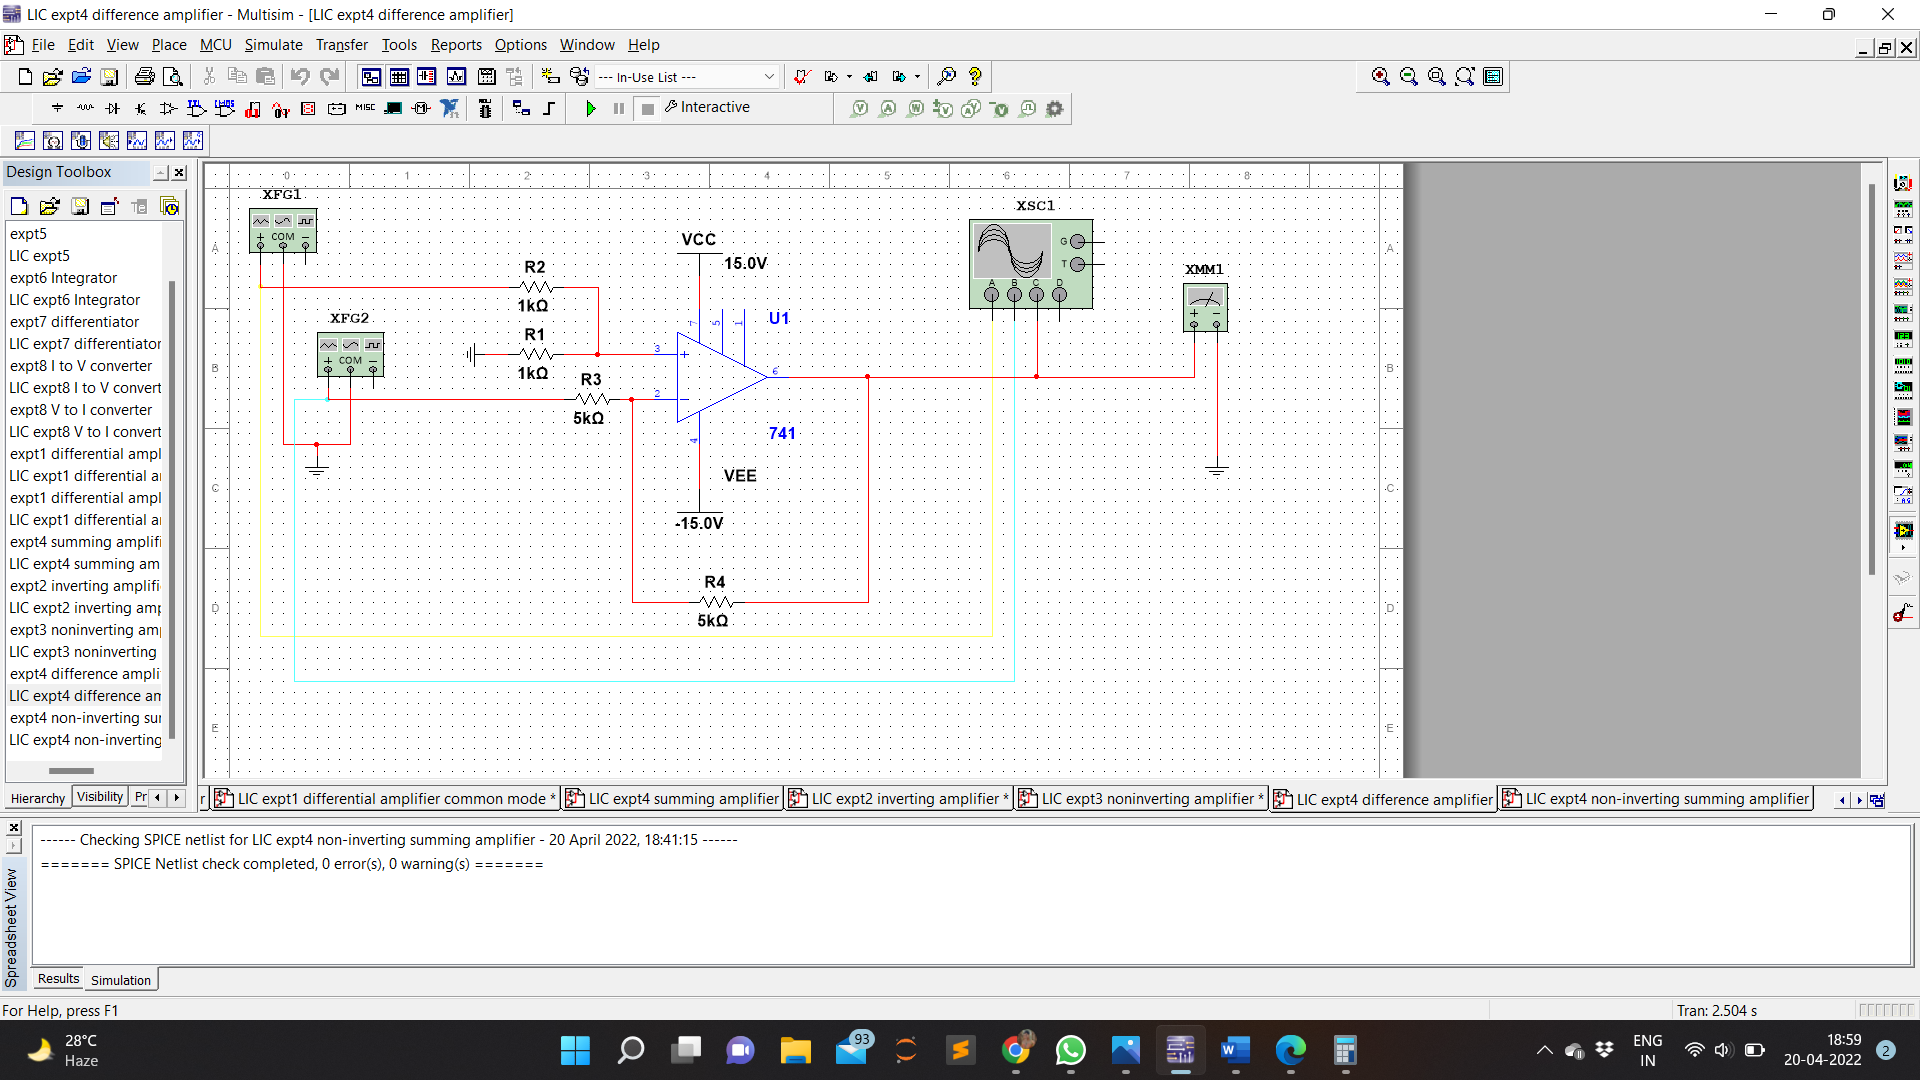 LIC expt4 difference amplifier - Multisim - [LIC expt4 difference amplifier]
File Edit View Place MCU Simulate Transfer Tools Reports Options Window Help
--- In-Use List ---
MISC Interactive
Design Toolbox
expt5
LIC expt5
expt6 Integrator
LIC expt6 Integrator
expt7 differentiator
LIC expt7 differentiator
expt8 I to V converter
LIC expt8 I to V convert
expt8 V to I converter
LIC expt8 V to I convert
expt1 differential ampl
LIC expt1 differential a
expt1 differential ampl
LIC expt1 differential a
expt4 summing amplifi
LIC expt4 summing am
expt2 inverting amplifi
LIC expt2 inverting amp
expt3 noninverting amp
LIC expt3 noninverting
expt4 difference ampli
LIC expt4 difference am
expt4 non-inverting su
LIC expt4 non-inverting
Hierarchy Visibility Pr
0 1 2 3 4 5 6 7 8
A
B
C
D
E
A
B
C
D
E
XFG1
+ COM −
XFG2
+ COM −
R2
1kΩ
R1
1kΩ
R3
5kΩ
VCC
15.0V
7 5 1
U1
3
2
6
4
741
VEE
-15.0V
R4
5kΩ
XSC1
G
T
A B C D
XMM1
+ −
LIC expt1 differential amplifier common mode * LIC expt4 summing amplifier LIC expt2 inverting amplifier * LIC expt3 noninverting amplifier * LIC expt4 difference amplifier LIC expt4 non-inverting summing amplifier
Spreadsheet View
------ Checking SPICE netlist for LIC expt4 non-inverting summing amplifier - 20 April 2022, 18:41:15 ------
======= SPICE Netlist check completed, 0 error(s), 0 warning(s) =======
Results Simulation
For Help, press F1
Tran: 2.504 s
28°C
Haze
93
ENG
IN
18:59
20-04-2022
2